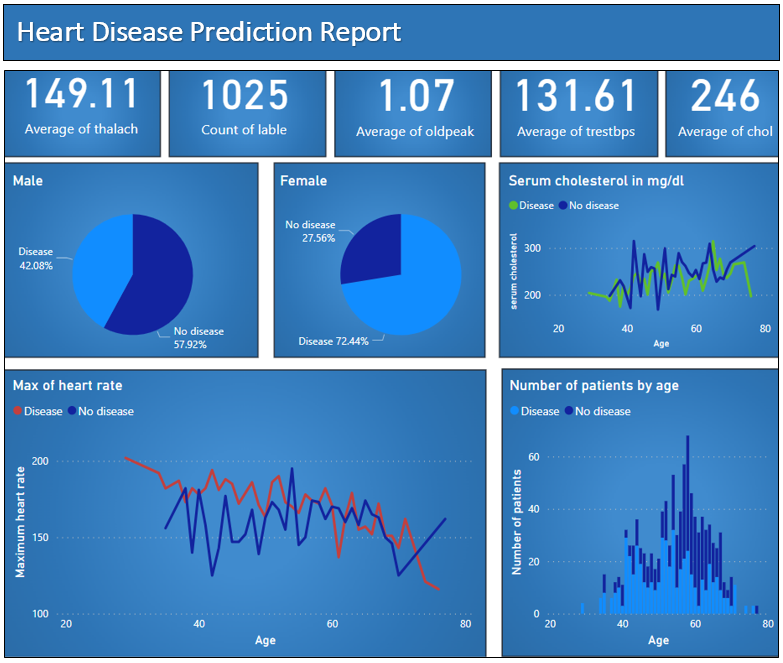 Heart Disease Prediction Report
149.11
Average of thalach
1025
Count of lable
1.07
Average of oldpeak
131.61
Average of trestbps
246
Average of chol
Male
Disease
42.08%
No disease
57.92%
Female
No disease
27.56%
Disease 72.44%
Serum cholesterol in mg/dl
Disease No disease
serum cholesterol
300
200
20 40 60 80
Age
Max of heart rate
Disease No disease
Maximum heart rate
200
150
100
20 40 60 80
Age
Number of patients by age
Disease No disease
Number of patients
60
40
20
0
20 40 60 80
Age